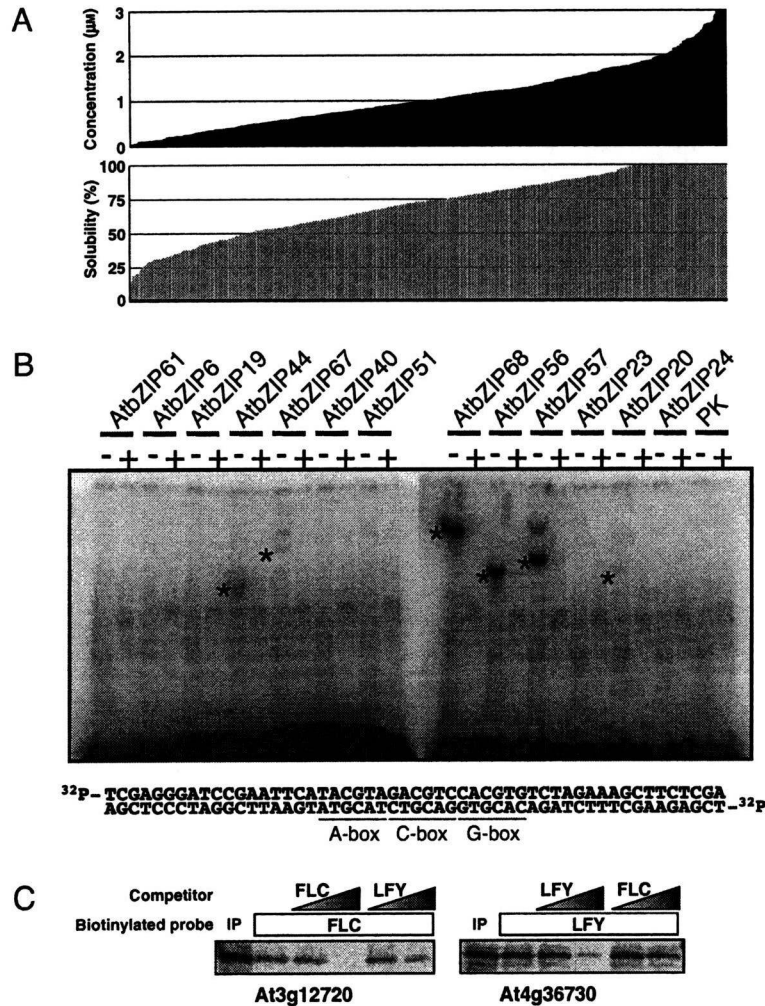 A
Concentration (µM)
3
2
1
0
Solubility (%)
100
75
50
25
0
B
AtbZIP61
AtbZIP6
AtbZIP19
AtbZIP44
AtbZIP67
AtbZIP40
AtbZIP51
AtbZIP68
AtbZIP56
AtbZIP57
AtbZIP23
AtbZIP20
AtbZIP24
PK
- + - + - + - + - + - + - + - + - + - + - + - + - + - +
* * * * * *
³²P-TCGAGGGATCCGAATTCATACGTAGACGTCCACGTGTCTAGAAAGCTTCTCGA
AGCTCCCTAGGCTTAAGTATGCATCTGCAGGTGCACAGATCTTTCGAAGAGCT-³²P
A-box C-box G-box
C
Competitor FLC LFY LFY FLC
Biotinylated probe IP FLC IP LFY
At3g12720 At4g36730